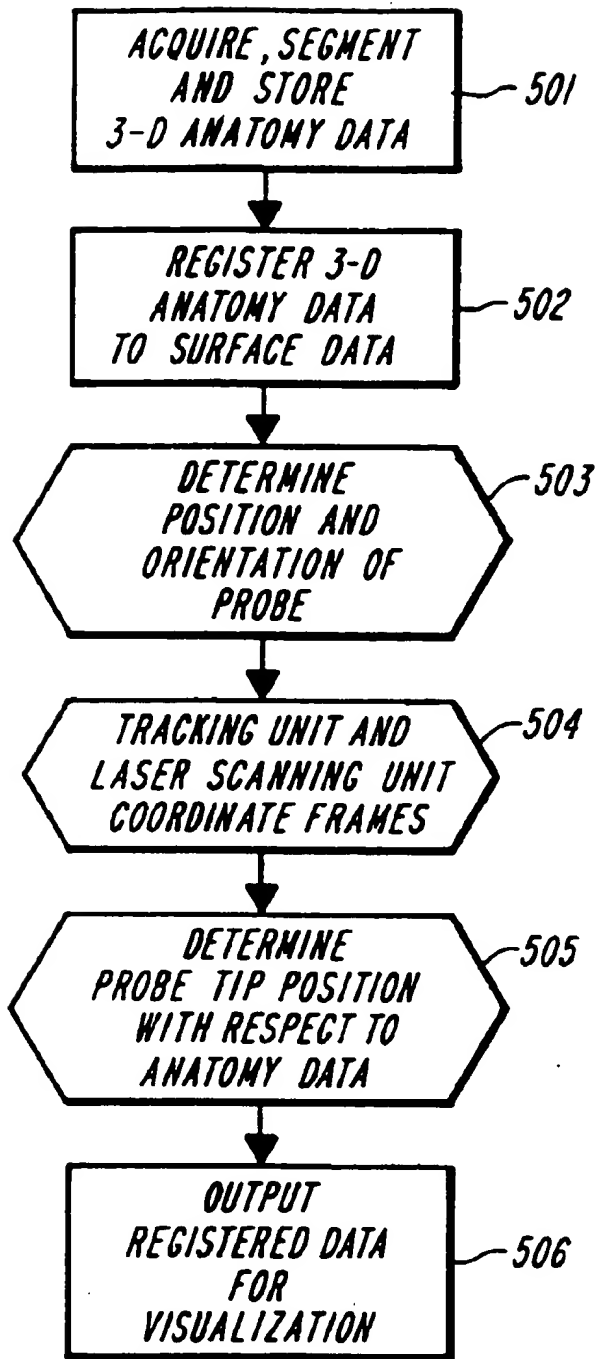 ACQUIRE, SEGMENT
AND STORE
3-D ANATOMY DATA
501
REGISTER 3-D
ANATOMY DATA
TO SURFACE DATA
502
DETERMINE
POSITION AND
ORIENTATION OF
PROBE
503
TRACKING UNIT AND
LASER SCANNING UNIT
COORDINATE FRAMES
504
DETERMINE
PROBE TIP POSITION
WITH RESPECT TO
ANATOMY DATA
505
OUTPUT
REGISTERED DATA
FOR
VISUALIZATION
506